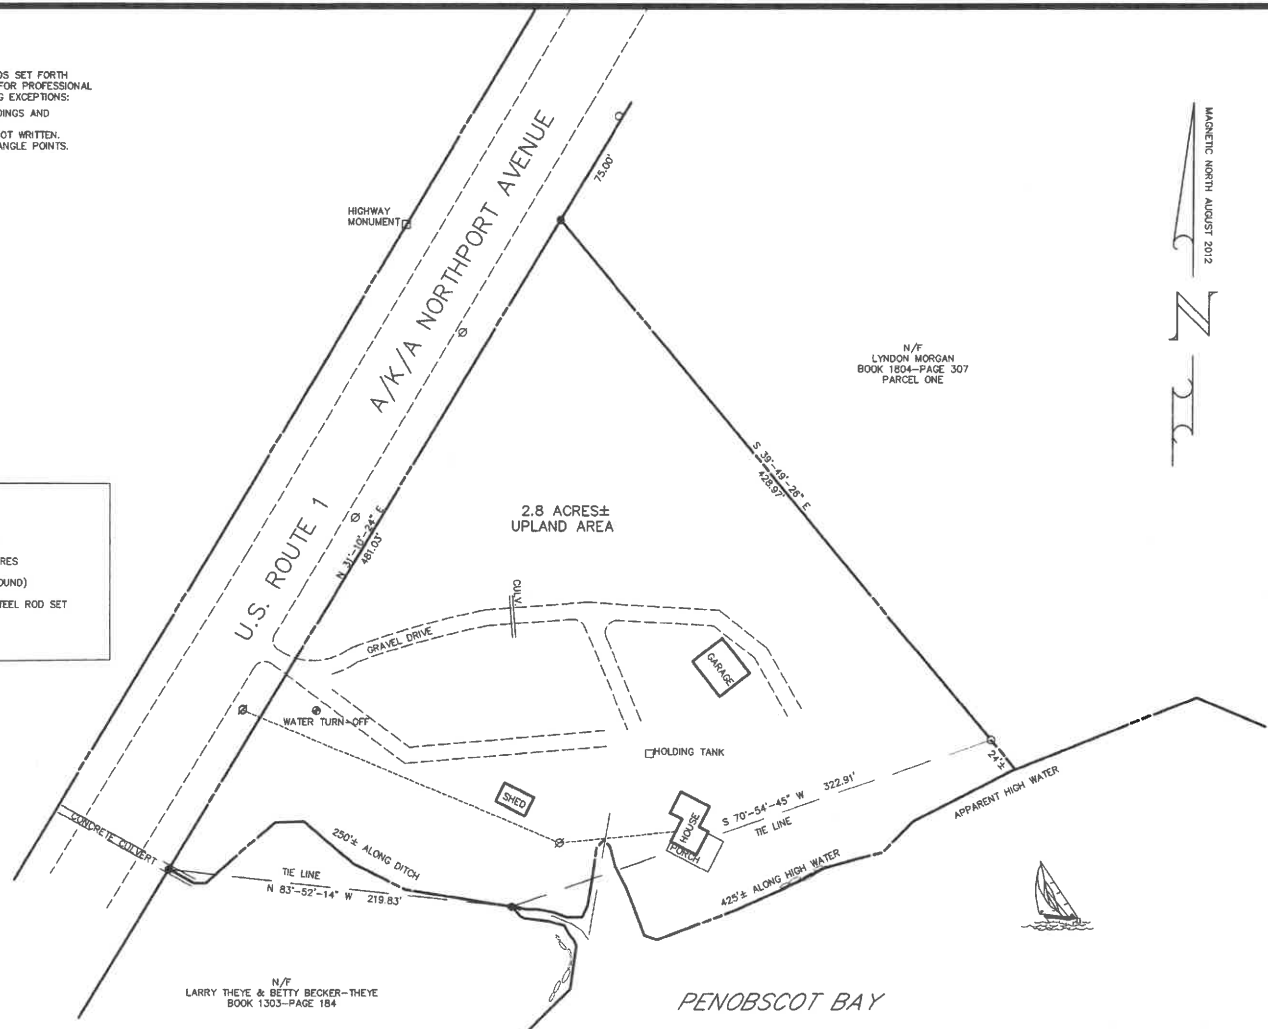 DS SET FORTH
FOR PROFESSIONAL
G EXCEPTIONS:
DINGS AND
OT WRITTEN.
ANGLE POINTS.
MAGNETIC NORTH AUGUST 2012
N
75.00'
HIGHWAY
MONUMENT
U.S. ROUTE 1 A/K/A NORTHPORT AVENUE
N/F
LYNDON MORGAN
BOOK 1804-PAGE 307
PARCEL ONE
S 39°-49'-26" E
428.97'
2.8 ACRES±
UPLAND AREA
N 31°-10'-24" E
481.03'
RES
OUND)
TEEL ROD SET
CULV.
GRAVEL DRIVE
GARAGE
WATER TURN-OFF
HOLDING TANK
SHED
HOUSE
PORCH
S 70°-54'-45" W 322.91'
TIE LINE
24'±
APPARENT HIGH WATER
CONCRETE CULVERT
250'± ALONG DITCH
TIE LINE
N 83°-52'-14" W 219.83'
425'± ALONG HIGH WATER
N/F
LARRY THEYE & BETTY BECKER-THEYE
BOOK 1303-PAGE 184
PENOBSCOT BAY